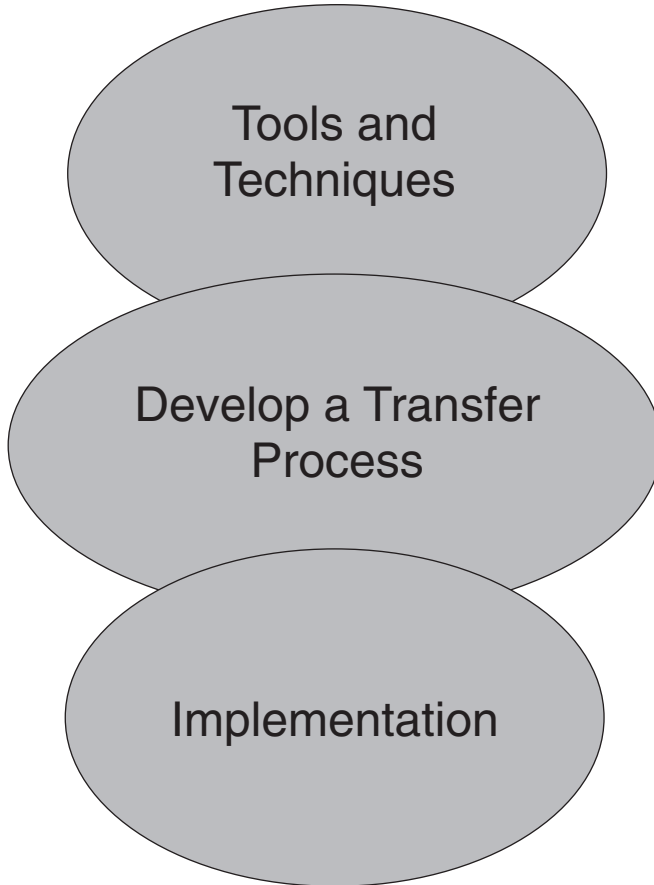 Tools and
Techniques
Develop a Transfer
Process
Implementation